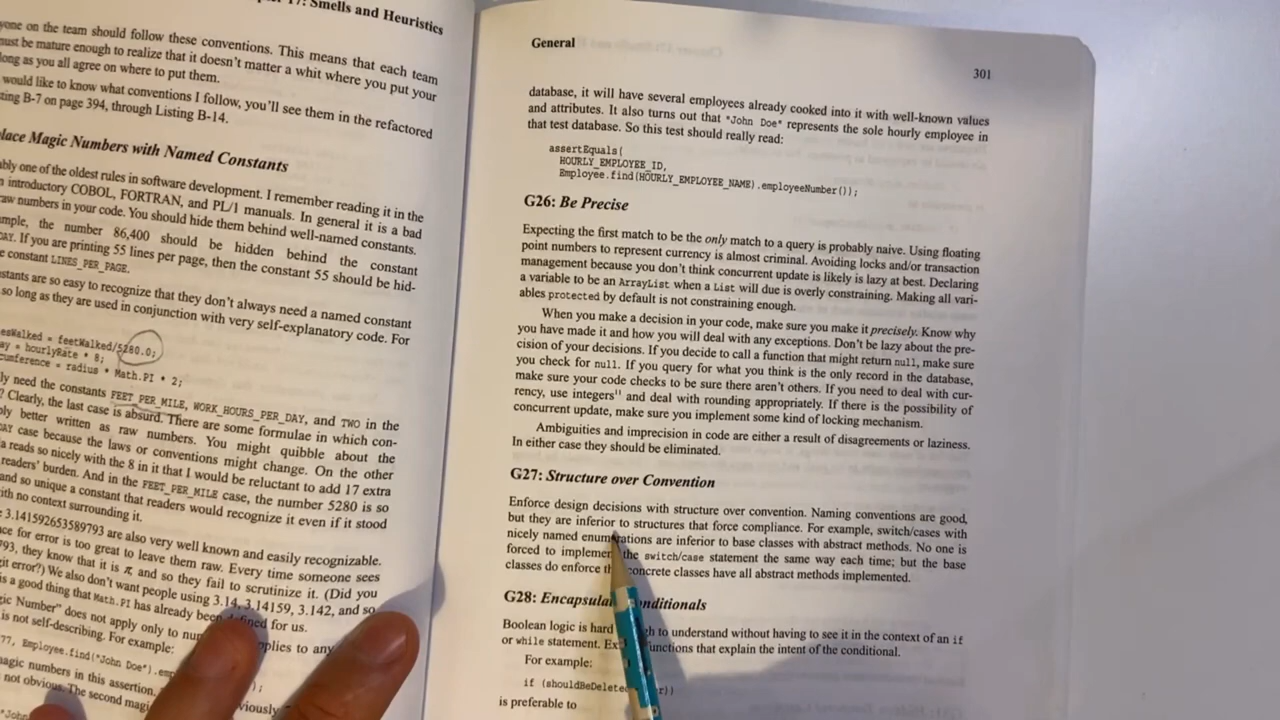 17: Smells and Heuristics
on the team should follow these conventions. This means that each team
must be mature enough to realize that it doesn't matter a whit where you put your
long as you all agree on where to put them.
would like to know what conventions I follow, you'll see them in the refactored
B-7 on page 394, through Listing B-14.
Magic Numbers with Named Constants
one of the oldest rules in software development. I remember reading it in the
introductory COBOL, FORTRAN, and PL/1 manuals. In general it is a bad
raw numbers in your code. You should hide them behind well-named constants.
the number 86,400 should be hidden behind the constant
If you are printing 55 lines per page, then the constant 55 should be hid-
constant LINES_PER_PAGE.
are so easy to recognize that they don't always need a named constant
so long as they are used in conjunction with very self-explanatory code. For
= feetWalked/5280.0;
= hourlyRate * 8;
= radius * Math.PI * 2;
need the constants FEET_PER_MILE, WORK_HOURS_PER_DAY, and TWO in the
? Clearly, the last case is absurd. There are some formulae in which con-
better written as raw numbers. You might quibble about the
case because the laws or conventions might change. On the other
reads so nicely with the 8 in it that I would be reluctant to add 17 extra
readers' burden. And in the FEET_PER_MILE case, the number 5280 is so
and so unique a constant that readers would recognize it even if it stood
with no context surrounding it.
3.141592653589793 are also very well known and easily recognizable.
for error is too great to leave them raw. Every time someone sees
they know that it is π, and so they fail to scrutinize it. (Did you
error?) We also don't want people using 3.14, 3.14159, 3.142, and so
is a good thing that Math.PI has already been for us.
Number" does not apply only to applies to any
is not self-describing. For example:
Employee.find("John Doe")
magic numbers in this assertion.
not obvious. The second
General
301
database, it will have several employees already cooked into it with well-known values
and attributes. It also turns out that "John Doe" represents the sole hourly employee in
that test database. So this test should really read:
assertEquals(
HOURLY_EMPLOYEE_ID,
Employee.find(HOURLY_EMPLOYEE_NAME).employeeNumber());
G26: Be Precise
Expecting the first match to be the only match to a query is probably naive. Using floating
point numbers to represent currency is almost criminal. Avoiding locks and/or transaction
management because you don't think concurrent update is likely is lazy at best. Declaring
a variable to be an ArrayList when a List will due is overly constraining. Making all vari-
ables protected by default is not constraining enough.
When you make a decision in your code, make sure you make it precisely. Know why
you have made it and how you will deal with any exceptions. Don't be lazy about the pre-
cision of your decisions. If you decide to call a function that might return null, make sure
you check for null. If you query for what you think is the only record in the database,
make sure your code checks to be sure there aren't others. If you need to deal with cur-
rency, use integers11 and deal with rounding appropriately. If there is the possibility of
concurrent update, make sure you implement some kind of locking mechanism.
Ambiguities and imprecision in code are either a result of disagreements or laziness.
In either case they should be eliminated.
G27: Structure over Convention
Enforce design decisions with structure over convention. Naming conventions are good,
but they are inferior to structures that force compliance. For example, switch/cases with
nicely named enumerations are inferior to base classes with abstract methods. No one is
forced to implement the switch/case statement the same way each time; but the base
classes do enforce that concrete classes have all abstract methods implemented.
G28: Encapsulate Conditionals
Boolean logic is hard enough to understand without having to see it in the context of an if
or while statement. functions that explain the intent of the conditional.
For example:
if (shouldBeDeleted
is preferable to